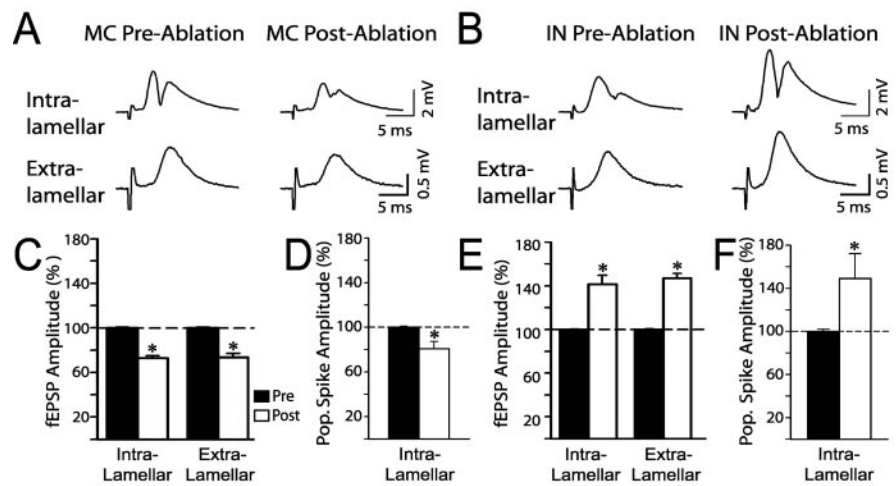 A
MC Pre-Ablation
MC Post-Ablation
Intra-
lamellar
2 mV
5 ms
Extra-
lamellar
0.5 mV
5 ms
B
IN Pre-Ablation
IN Post-Ablation
Intra-
lamellar
2 mV
5 ms
Extra-
lamellar
0.5 mV
5 ms
C
fEPSP Amplitude (%)
180
140
100
60
20
*
*
Intra-
Lamellar
Extra-
Lamellar
Pre
Post
D
Pop. Spike Amplitude (%)
180
140
100
60
20
*
Intra-
Lamellar
E
fEPSP Amplitude (%)
180
140
100
60
20
*
*
Intra-
Lamellar
Extra-
Lamellar
F
Pop. Spike Amplitude (%)
180
140
100
60
20
*
Intra-
Lamellar